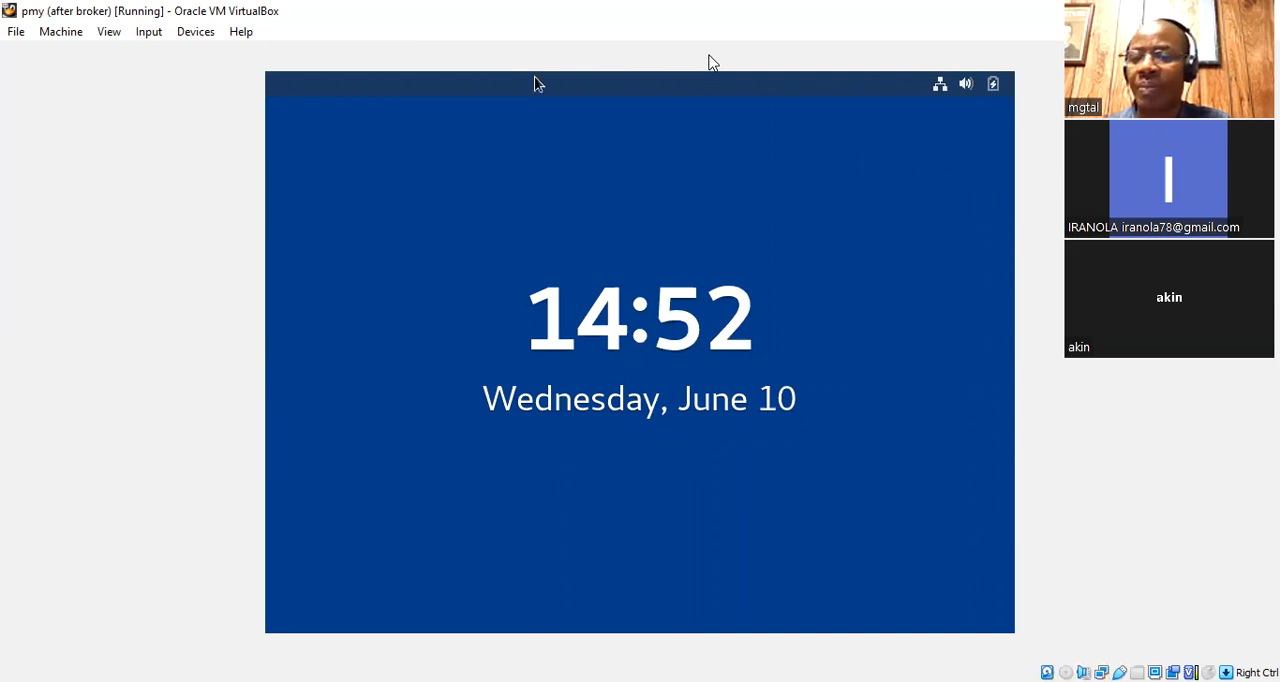 pmy (after broker) [Running] - Oracle VM VirtualBox
File Machine View Input Devices Help
14:52
Wednesday, June 10
mgtal
I
IRANOLA iranola78@gmail.com
akin
akin
Right Ctrl